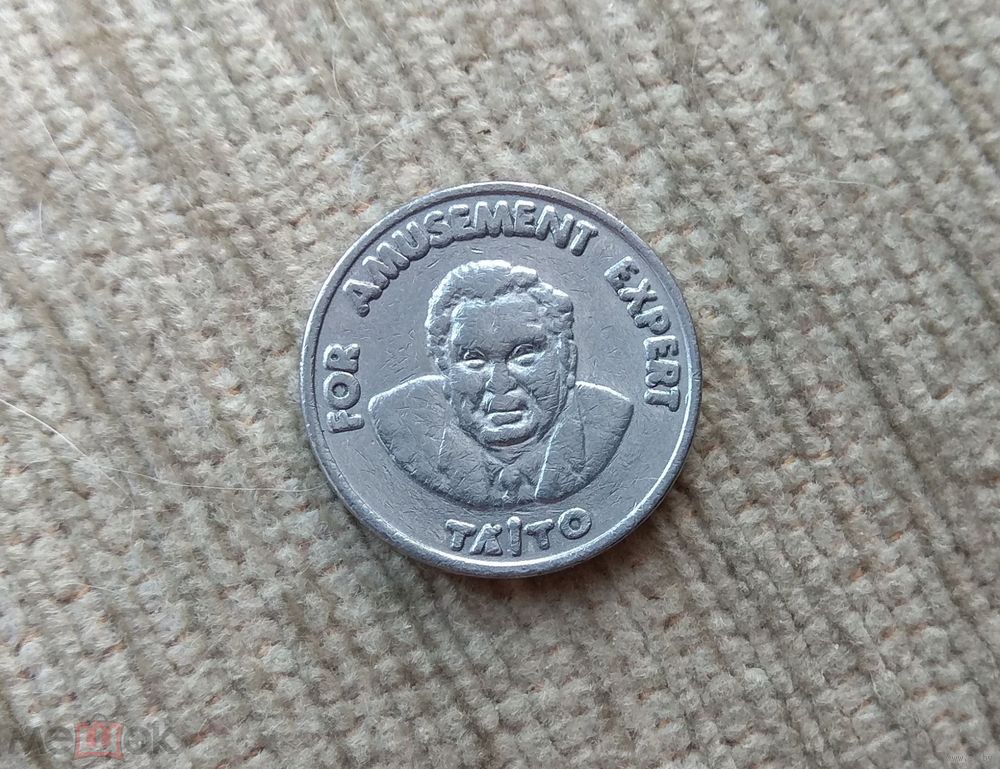 FOR AMUSEMENT EXPERT
TAITO
Мешок